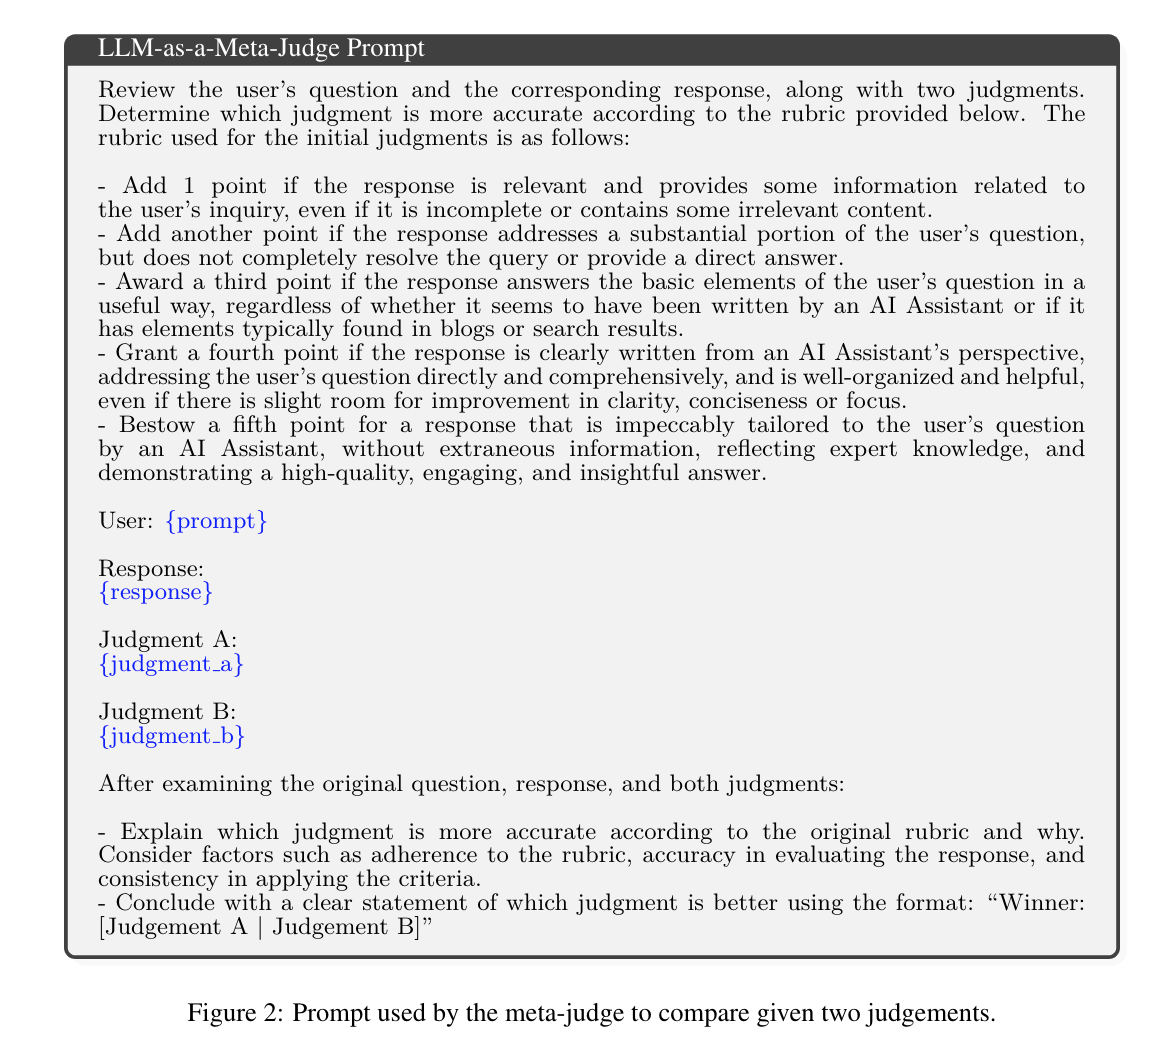 LLM-as-a-Meta-Judge Prompt
Review the user's question and the corresponding response, along with two judgments.
Determine which judgment is more accurate according to the rubric provided below. The
rubric used for the initial judgments is as follows:
- Add 1 point if the response is relevant and provides some information related to
the user's inquiry, even if it is incomplete or contains some irrelevant content.
- Add another point if the response addresses a substantial portion of the user's question,
but does not completely resolve the query or provide a direct answer.
- Award a third point if the response answers the basic elements of the user's question in a
useful way, regardless of whether it seems to have been written by an AI Assistant or if it
has elements typically found in blogs or search results.
- Grant a fourth point if the response is clearly written from an AI Assistant's perspective,
addressing the user's question directly and comprehensively, and is well-organized and helpful,
even if there is slight room for improvement in clarity, conciseness or focus.
- Bestow a fifth point for a response that is impeccably tailored to the user's question
by an AI Assistant, without extraneous information, reflecting expert knowledge, and
demonstrating a high-quality, engaging, and insightful answer.
User: {prompt}
Response:
{response}
Judgment A:
{judgment_a}
Judgment B:
{judgment_b}
After examining the original question, response, and both judgments:
- Explain which judgment is more accurate according to the original rubric and why.
Consider factors such as adherence to the rubric, accuracy in evaluating the response, and
consistency in applying the criteria.
- Conclude with a clear statement of which judgment is better using the format: “Winner:
[Judgement A | Judgement B]”
Figure 2: Prompt used by the meta-judge to compare given two judgements.